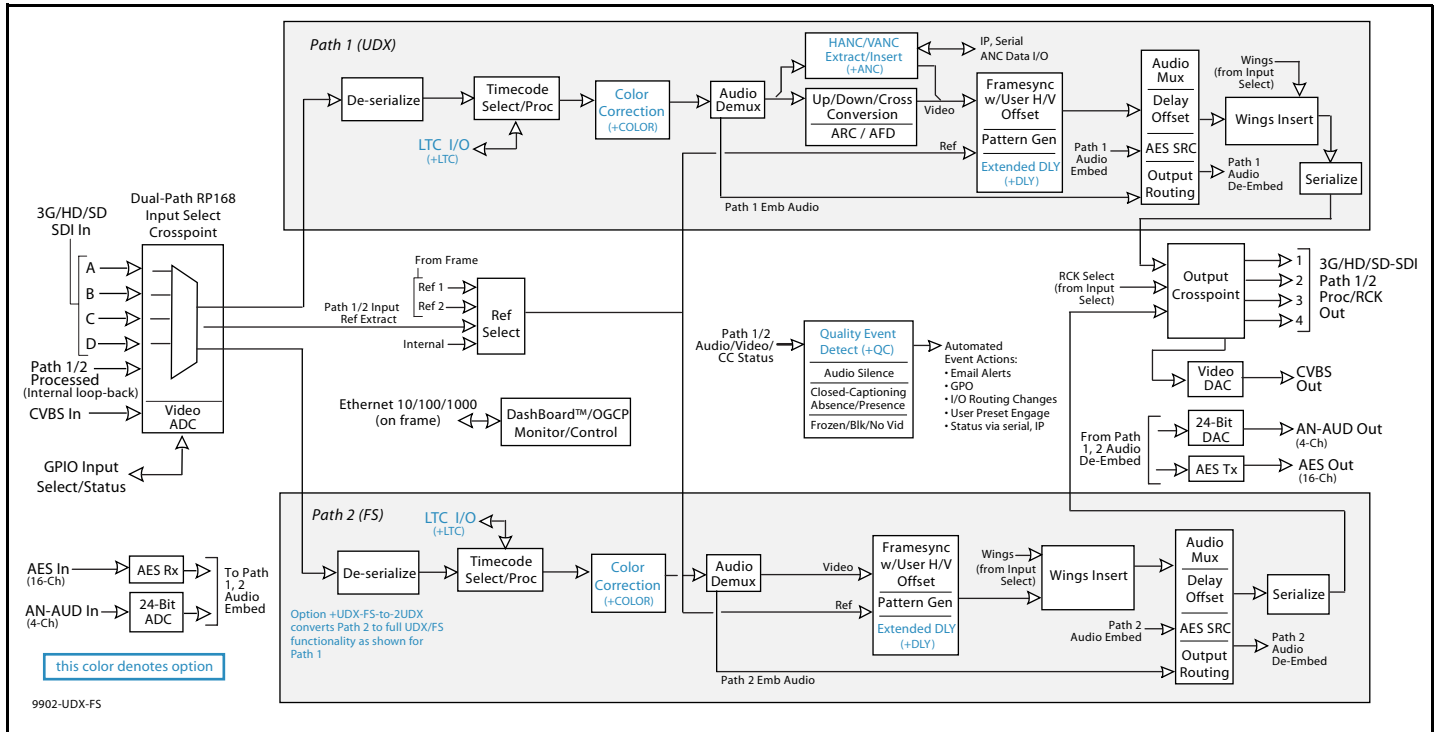 Path 1 (UDX)
De-serialize
Timecode
Select/Proc
LTC I/O
(+LTC)
Color
Correction
(+COLOR)
Audio
Demux
HANC/VANC
Extract/Insert
(+ANC)
IP, Serial
ANC Data I/O
Up/Down/Cross
Conversion
ARC / AFD
Video
Ref
Framesync
w/User H/V
Offset
Pattern Gen
Extended DLY
(+DLY)
Path 1 Emb Audio
Path 1
Audio
Embed
Audio
Mux
Delay
Offset
AES SRC
Output
Routing
Path 1
Audio
De-Embed
Wings
(from Input
Select)
Wings Insert
Serialize
Dual-Path RP168
Input Select
Crosspoint
3G/HD/SD
SDI In
A
B
C
D
Path 1/2
Processed
(Internal loop-back)
CVBS In
Video
ADC
GPIO Input
Select/Status
From Frame
Ref 1
Ref 2
Path 1/2 Input
Ref Extract
Internal
Ref
Select
Ethernet 10/100/1000
(on frame)
DashBoard™/OGCP
Monitor/Control
Path 1/2
Audio/Video/
CC Status
Quality Event
Detect (+QC)
Audio Silence
Closed-Captioning
Absence/Presence
Frozen/Blk/No Vid
Automated
Event Actions:
• Email Alerts
• GPO
• I/O Routing Changes
• User Preset Engage
• Status via serial, IP
RCK Select
(from Input
Select)
Output
Crosspoint
1
2
3
4
3G/HD/SD-SDI
Path 1/2
Proc/RCK
Out
Video
DAC
CVBS
Out
From Path
1, 2 Audio
De-Embed
24-Bit
DAC
AN-AUD Out
(4-Ch)
AES Tx
AES Out
(16-Ch)
Path 2 (FS)
LTC I/O
(+LTC)
De-serialize
Timecode
Select/Proc
Color
Correction
(+COLOR)
Audio
Demux
Video
Ref
Framesync
w/User H/V
Offset
Pattern Gen
Extended DLY
(+DLY)
Path 2 Emb Audio
Wings
(from Input
Select)
Wings Insert
Path 2
Audio Embed
Audio
Mux
Delay
Offset
AES SRC
Output
Routing
Path 2
Audio
De-Embed
Serialize
Option +UDX-FS-to-2UDX
converts Path 2 to full UDX/FS
functionality as shown for
Path 1
AES In
(16-Ch)
AES Rx
AN-AUD In
(4-Ch)
24-Bit
ADC
To Path
1, 2
Audio
Embed
this color denotes option
9902-UDX-FS